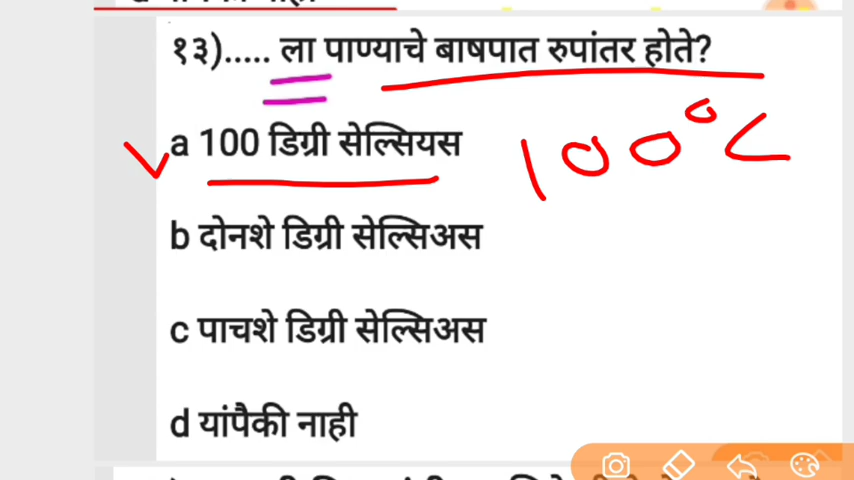 १३)..... ला पाण्याचे बाषपात रुपांतर होते?
a 100 डिग्री सेल्सियस 100°C
b दोनशे डिग्री सेल्सिअस
c पाचशे डिग्री सेल्सिअस
d यांपैकी नाही